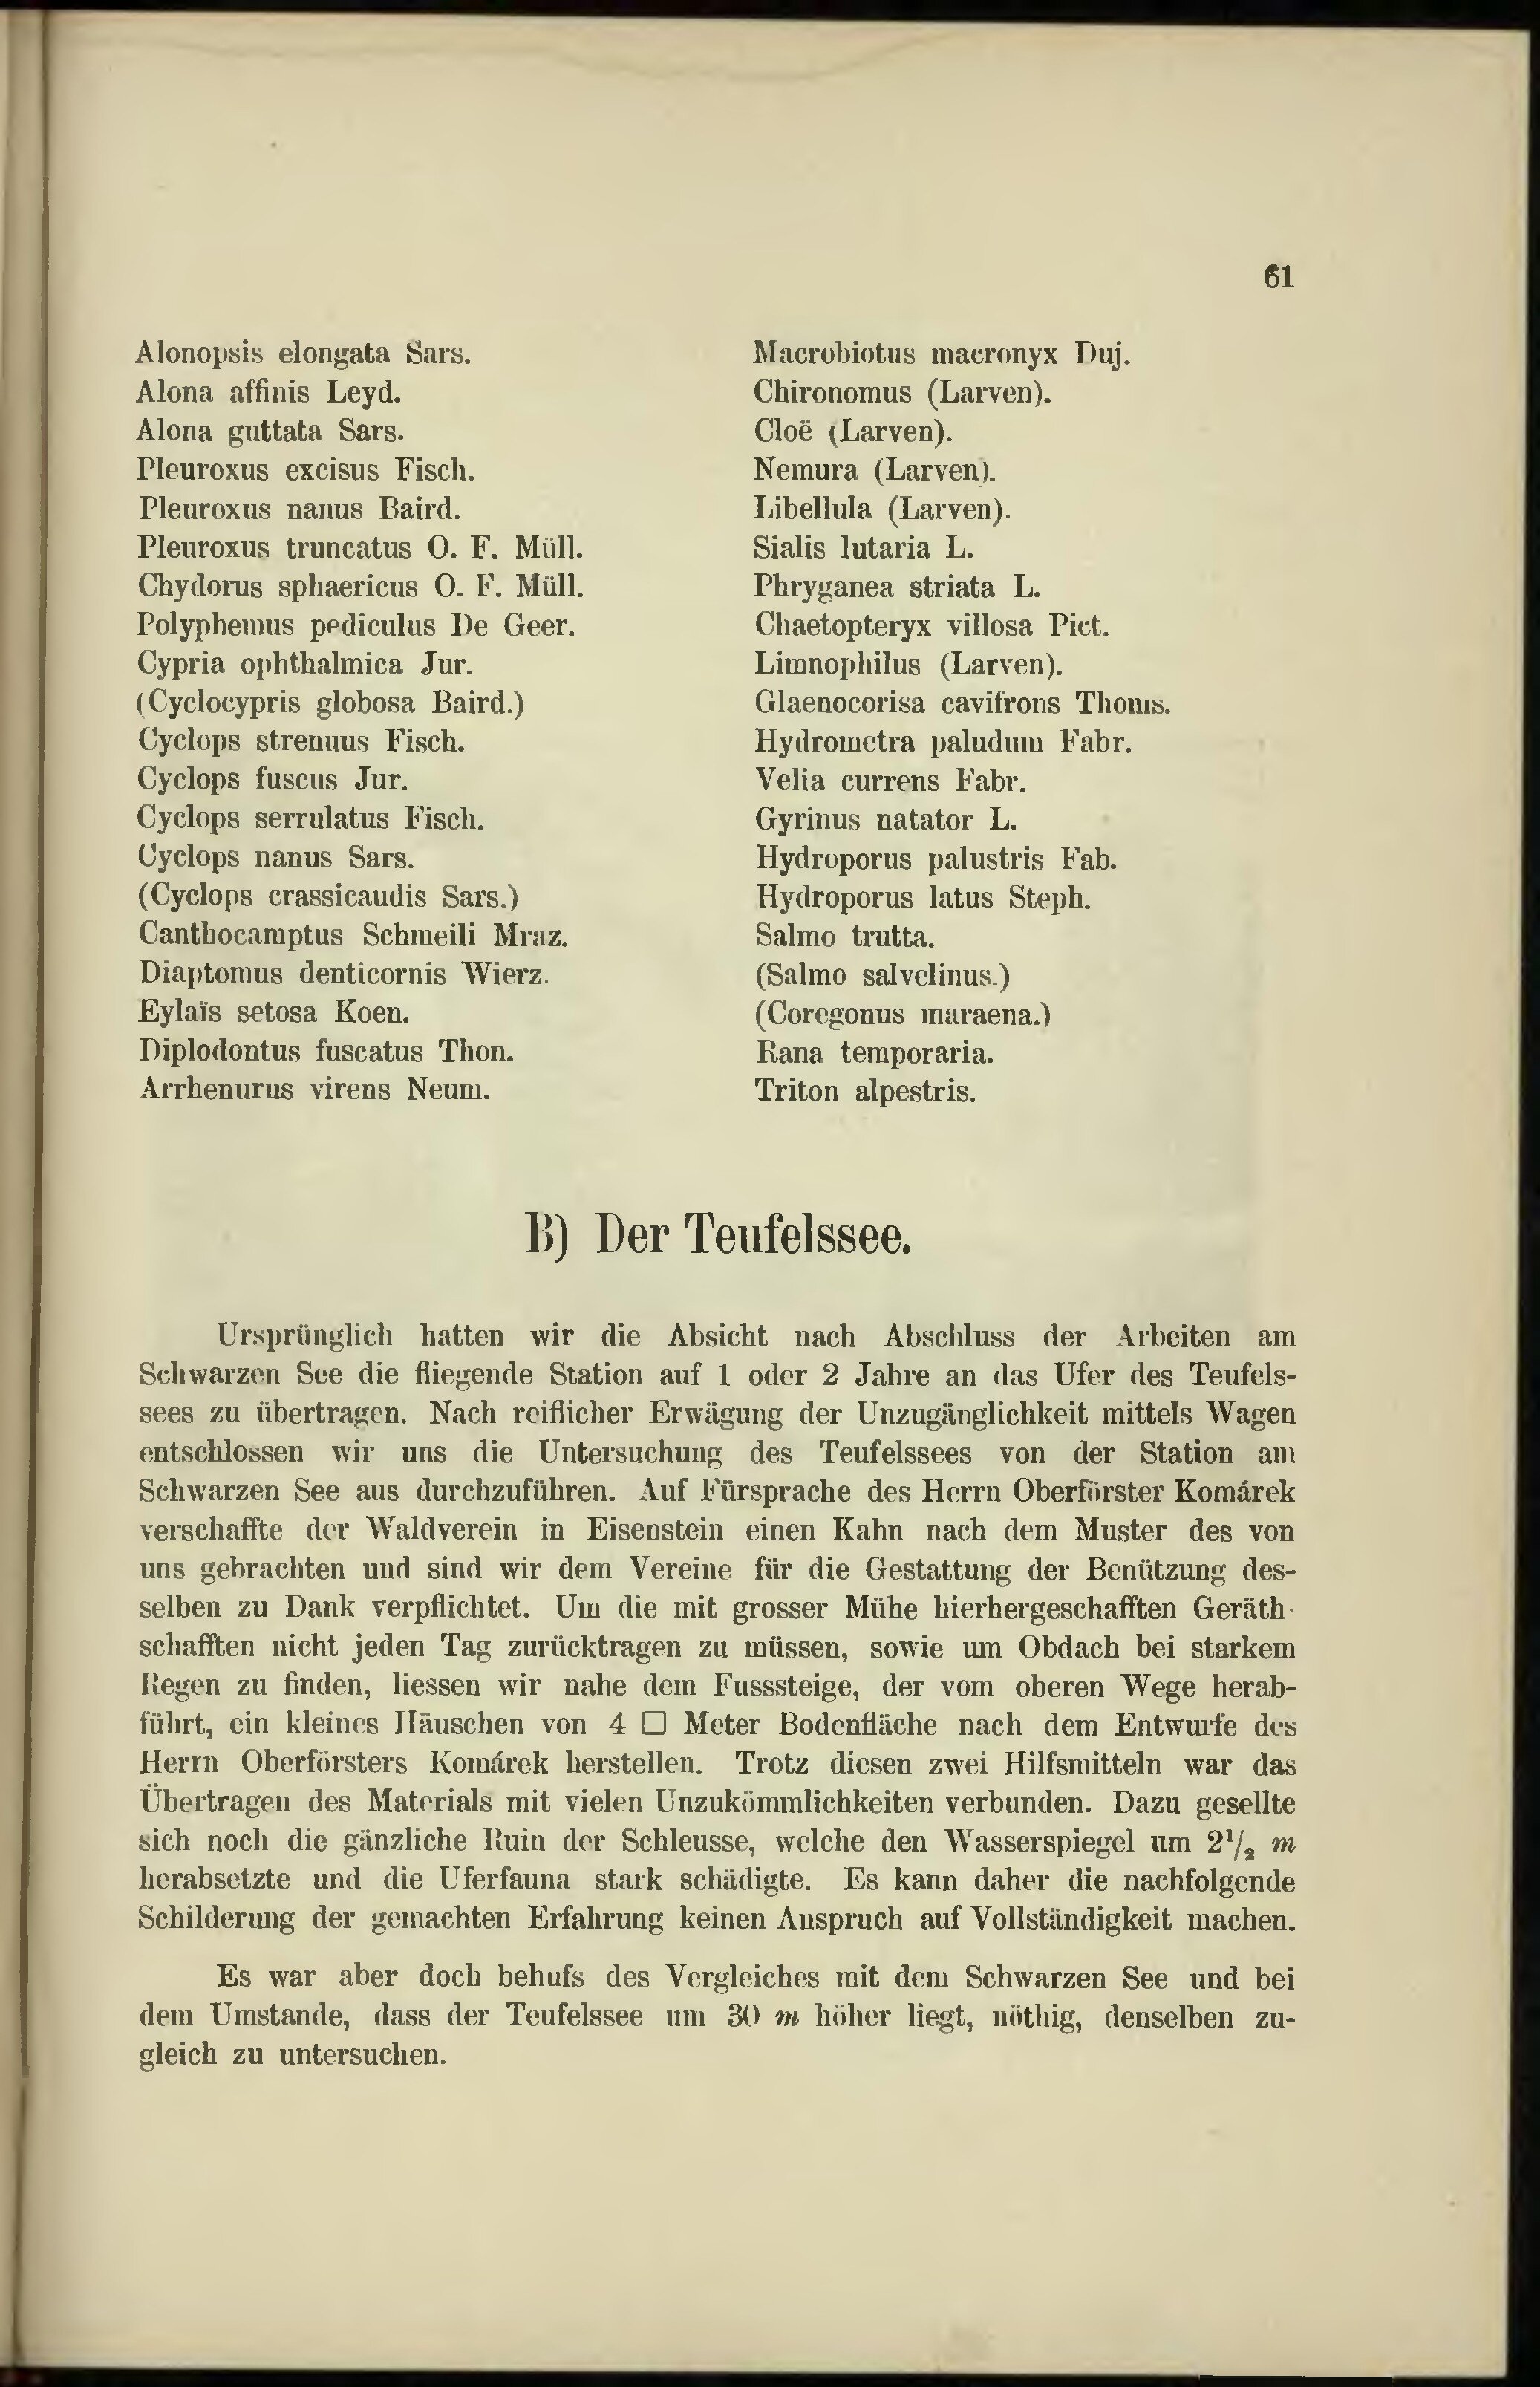 61
Alonopsis elongata Sars.
Alona affinis Leyd.
Alona guttata Sars.
Pleuroxus excisus Fisch.
Pleuroxus nanus Baird.
Pleuroxus truncatus O. F. Müll.
Chydorus sphaericus O. F. Müll.
Polyphemus pediculus De Geer.
Cypria ophthalmica Jur.
(Cyclocypris globosa Baird.)
Cyclops strenuus Fisch.
Cyclops fuscus Jur.
Cyclops serrulatus Fisch.
Cyclops nanus Sars.
(Cyclops crassicaudis Sars.)
Canthocamptus Schmeili Mraz.
Diaptomus denticornis Wierz.
Eylaïs setosa Koen.
Diplodontus fuscatus Thon.
Arrhenurus virens Neum.
Macrobiotus macronyx Duj.
Chironomus (Larven).
Cloë (Larven).
Nemura (Larven).
Libellula (Larven).
Sialis lutaria L.
Phryganea striata L.
Chaetopteryx villosa Pict.
Limnophilus (Larven).
Glaenocorisa cavifrons Thoms.
Hydrometra paludum Fabr.
Velia currens Fabr.
Gyrinus natator L.
Hydroporus palustris Fab.
Hydroporus latus Steph.
Salmo trutta.
(Salmo salvelinus.)
(Coregonus maraena.)
Rana temporaria.
Triton alpestris.
B) Der Teufelssee.
Ursprünglich hatten wir die Absicht nach Abschluss der Arbeiten am
Schwarzen See die fliegende Station auf 1 oder 2 Jahre an das Ufer des Teufels-
sees zu übertragen. Nach reiflicher Erwägung der Unzugänglichkeit mittels Wagen
entschlossen wir uns die Untersuchung des Teufelssees von der Station am
Schwarzen See aus durchzuführen. Auf Fürsprache des Herrn Oberförster Komárek
verschaffte der Waldverein in Eisenstein einen Kahn nach dem Muster des von
uns gebrachten und sind wir dem Vereine für die Gestattung der Benützung des-
selben zu Dank verpflichtet. Um die mit grosser Mühe hierhergeschafften Geräth-
schafften nicht jeden Tag zurücktragen zu müssen, sowie um Obdach bei starkem
Regen zu finden, liessen wir nahe dem Fusssteige, der vom oberen Wege herab-
führt, ein kleines Häuschen von 4 □ Meter Bodenfläche nach dem Entwurfe des
Herrn Oberförsters Komárek herstellen. Trotz diesen zwei Hilfsmitteln war das
Übertragen des Materials mit vielen Unzukömmlichkeiten verbunden. Dazu gesellte
sich noch die gänzliche Ruin der Schleusse, welche den Wasserspiegel um 2¹/₂ m
herabsetzte und die Uferfauna stark schädigte. Es kann daher die nachfolgende
Schilderung der gemachten Erfahrung keinen Anspruch auf Vollständigkeit machen.
Es war aber doch behufs des Vergleiches mit dem Schwarzen See und bei
dem Umstande, dass der Teufelssee um 30 m höher liegt, nöthig, denselben zu-
gleich zu untersuchen.